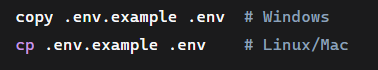 copy .env.example .env  # Windows
cp .env.example .env    # Linux/Mac